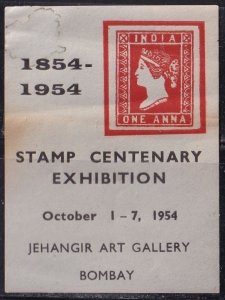 1854-
1954
INDIA
ONE ANNA
STAMP CENTENARY
EXHIBITION
October 1-7, 1954
JEHANGIR ART GALLERY
BOMBAY